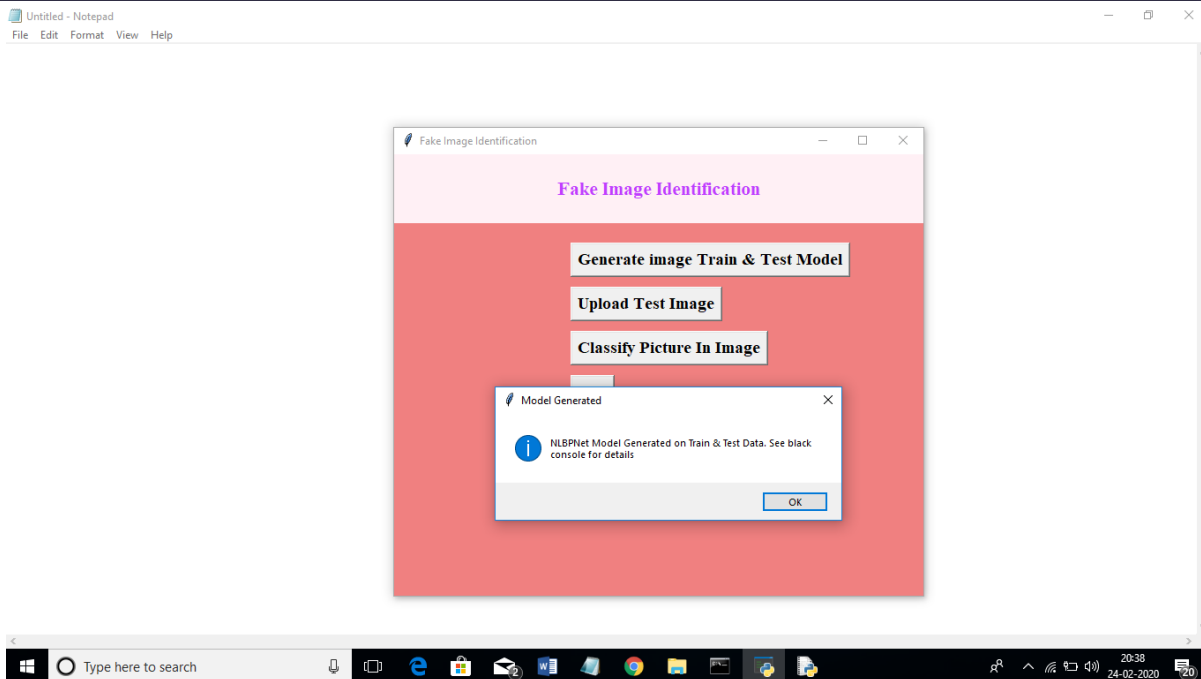 Untitled - Notepad
File Edit Format View Help
Fake Image Identification
Fake Image Identification
Generate image Train & Test Model
Upload Test Image
Classify Picture In Image
Model Generated
NLBPNet Model Generated on Train & Test Data. See black
console for details
OK
Type here to search
2
20:38
24-02-2020
20